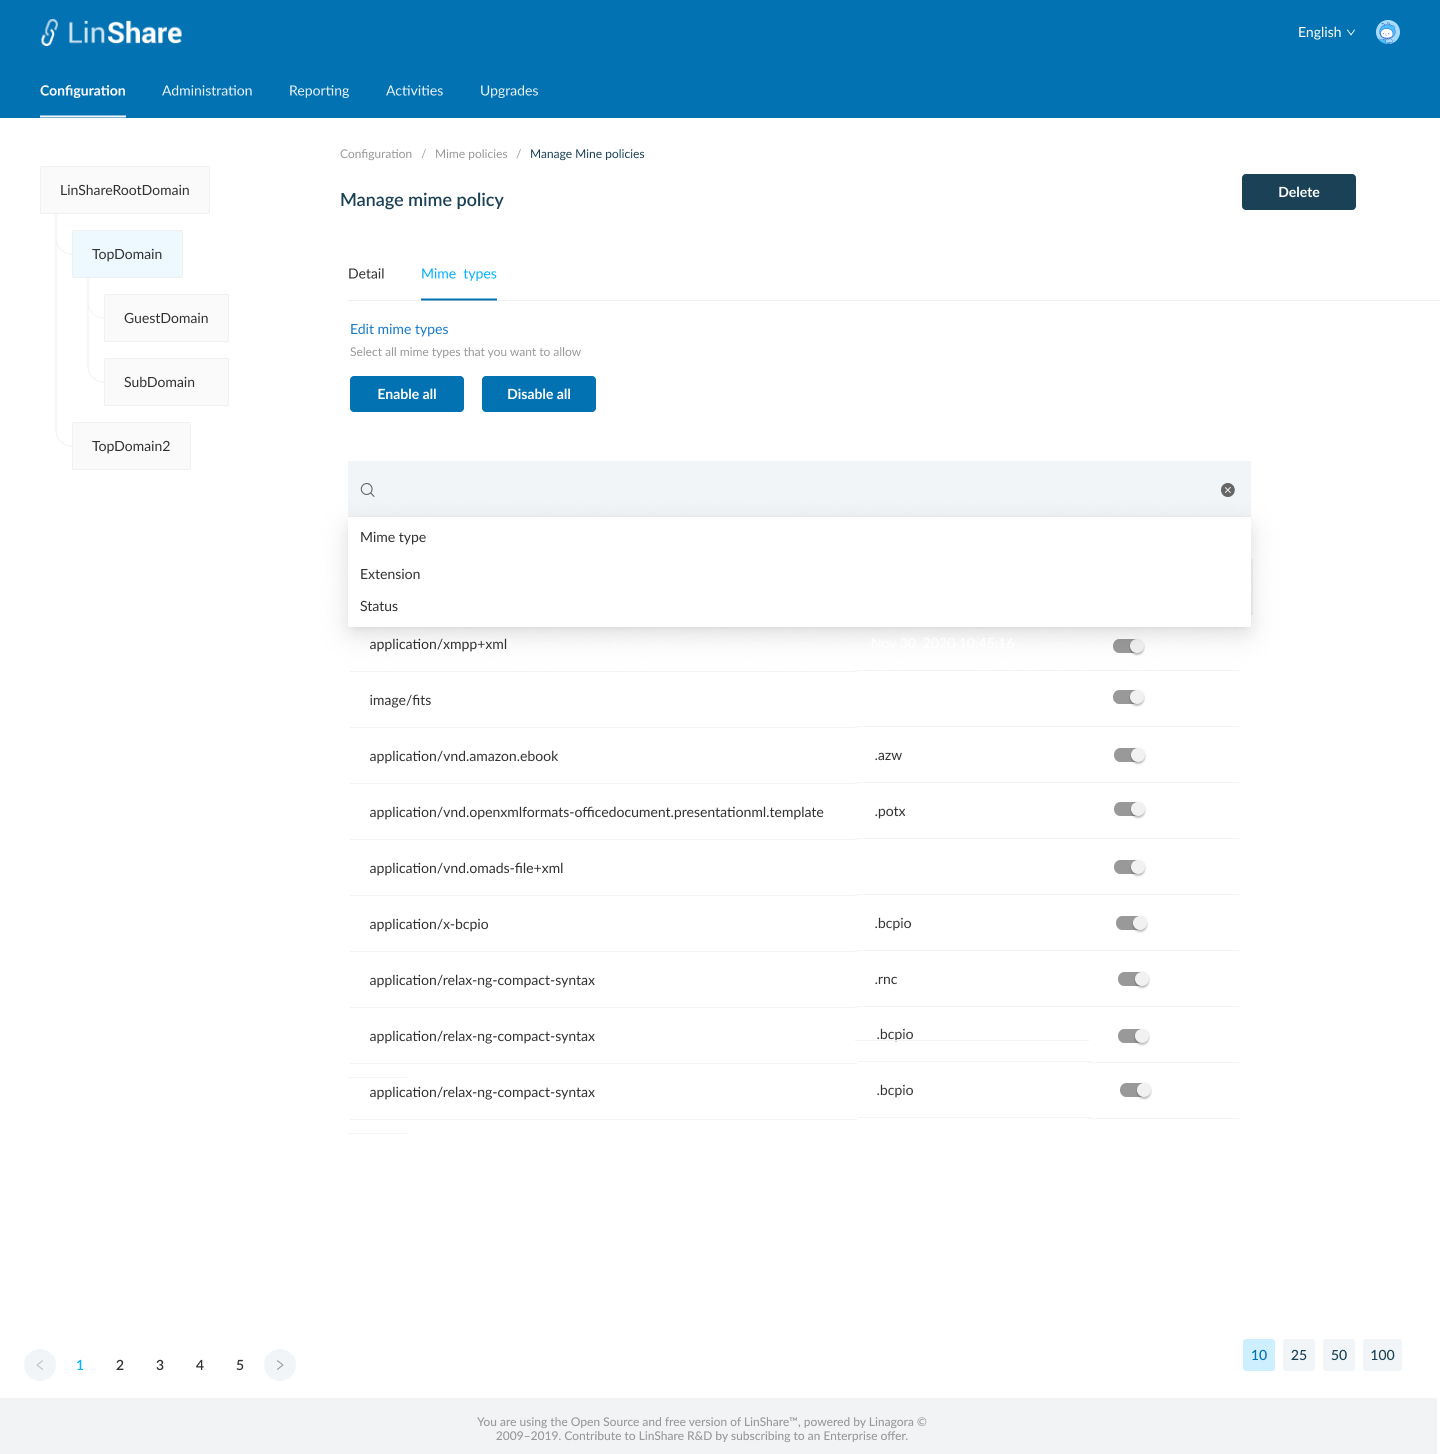 LinShare
English
Configuration Administration Reporting Activities Upgrades
Configuration / Mime policies / Manage Mine policies
LinShareRootDomain
TopDomain
GuestDomain
SubDomain
TopDomain2
Manage mime policy
Delete
Detail Mime types
Edit mime types
Select all mime types that you want to allow
Enable all Disable all
Mime type
Extension
Status
application/xmpp+xml Nov 30, 2020 10:45:16
image/fits
application/vnd.amazon.ebook .azw
application/vnd.openxmlformats-officedocument.presentationml.template .potx
application/vnd.omads-file+xml
application/x-bcpio .bcpio
application/relax-ng-compact-syntax .rnc
application/relax-ng-compact-syntax .bcpio
application/relax-ng-compact-syntax .bcpio
< 1 2 3 4 5 >
10 25 50 100
You are using the Open Source and free version of LinShare™, powered by Linagora ©
2009–2019. Contribute to LinShare R&D by subscribing to an Enterprise offer.